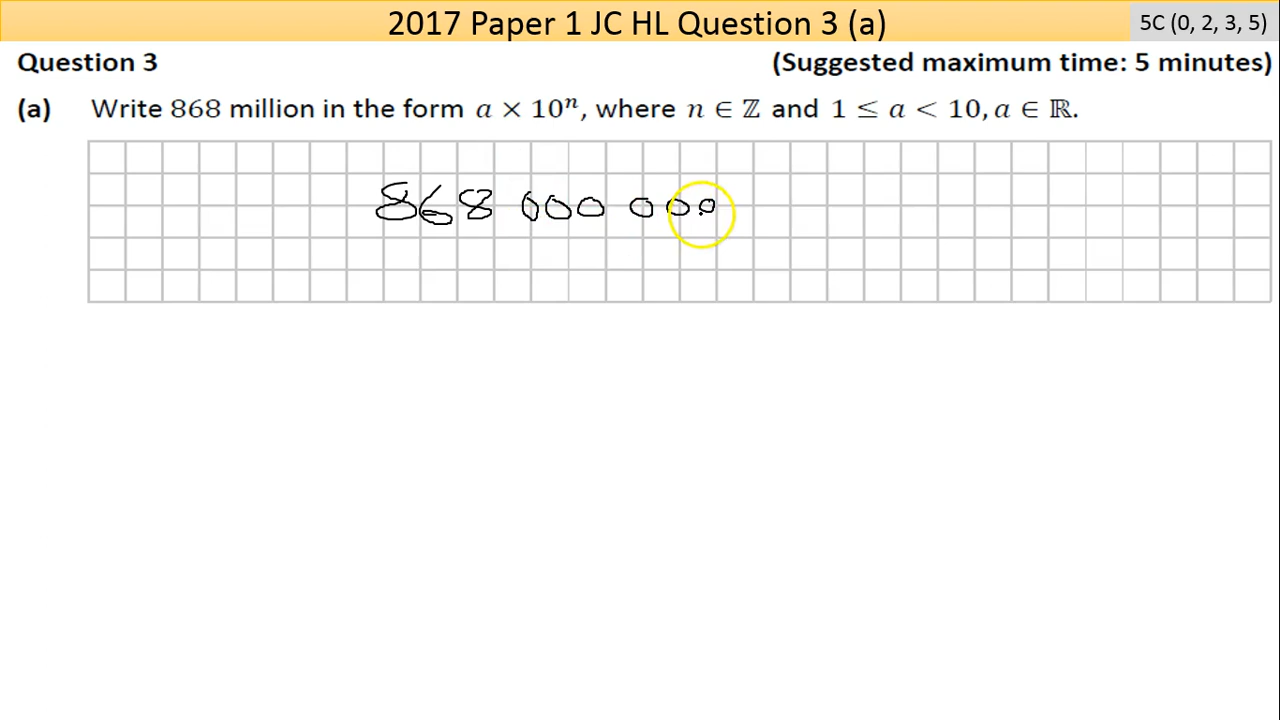 2017 Paper 1 JC HL Question 3 (a)
5C (0, 2, 3, 5)
Question 3
(Suggested maximum time: 5 minutes)
(a) Write 868 million in the form a × 10ⁿ, where n ∈ ℤ and 1 ≤ a < 10, a ∈ ℝ.
868 000 000